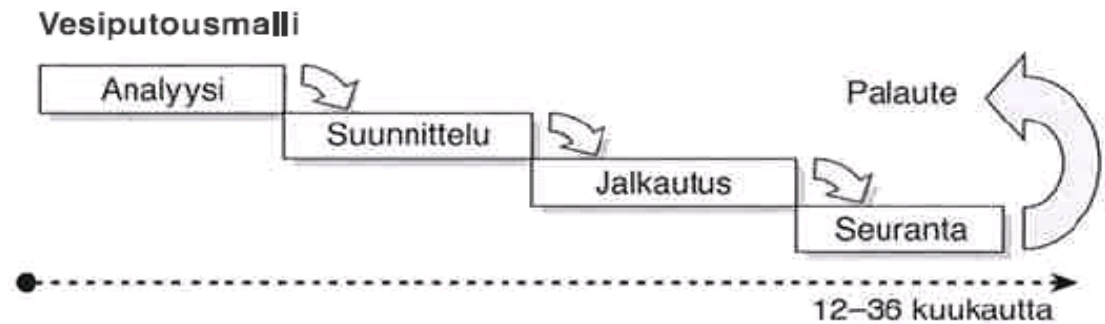 Vesiputousmalli
Analyysi
Palaute
Suunnittelu
Jalkautus
Seuranta
12–36 kuukautta